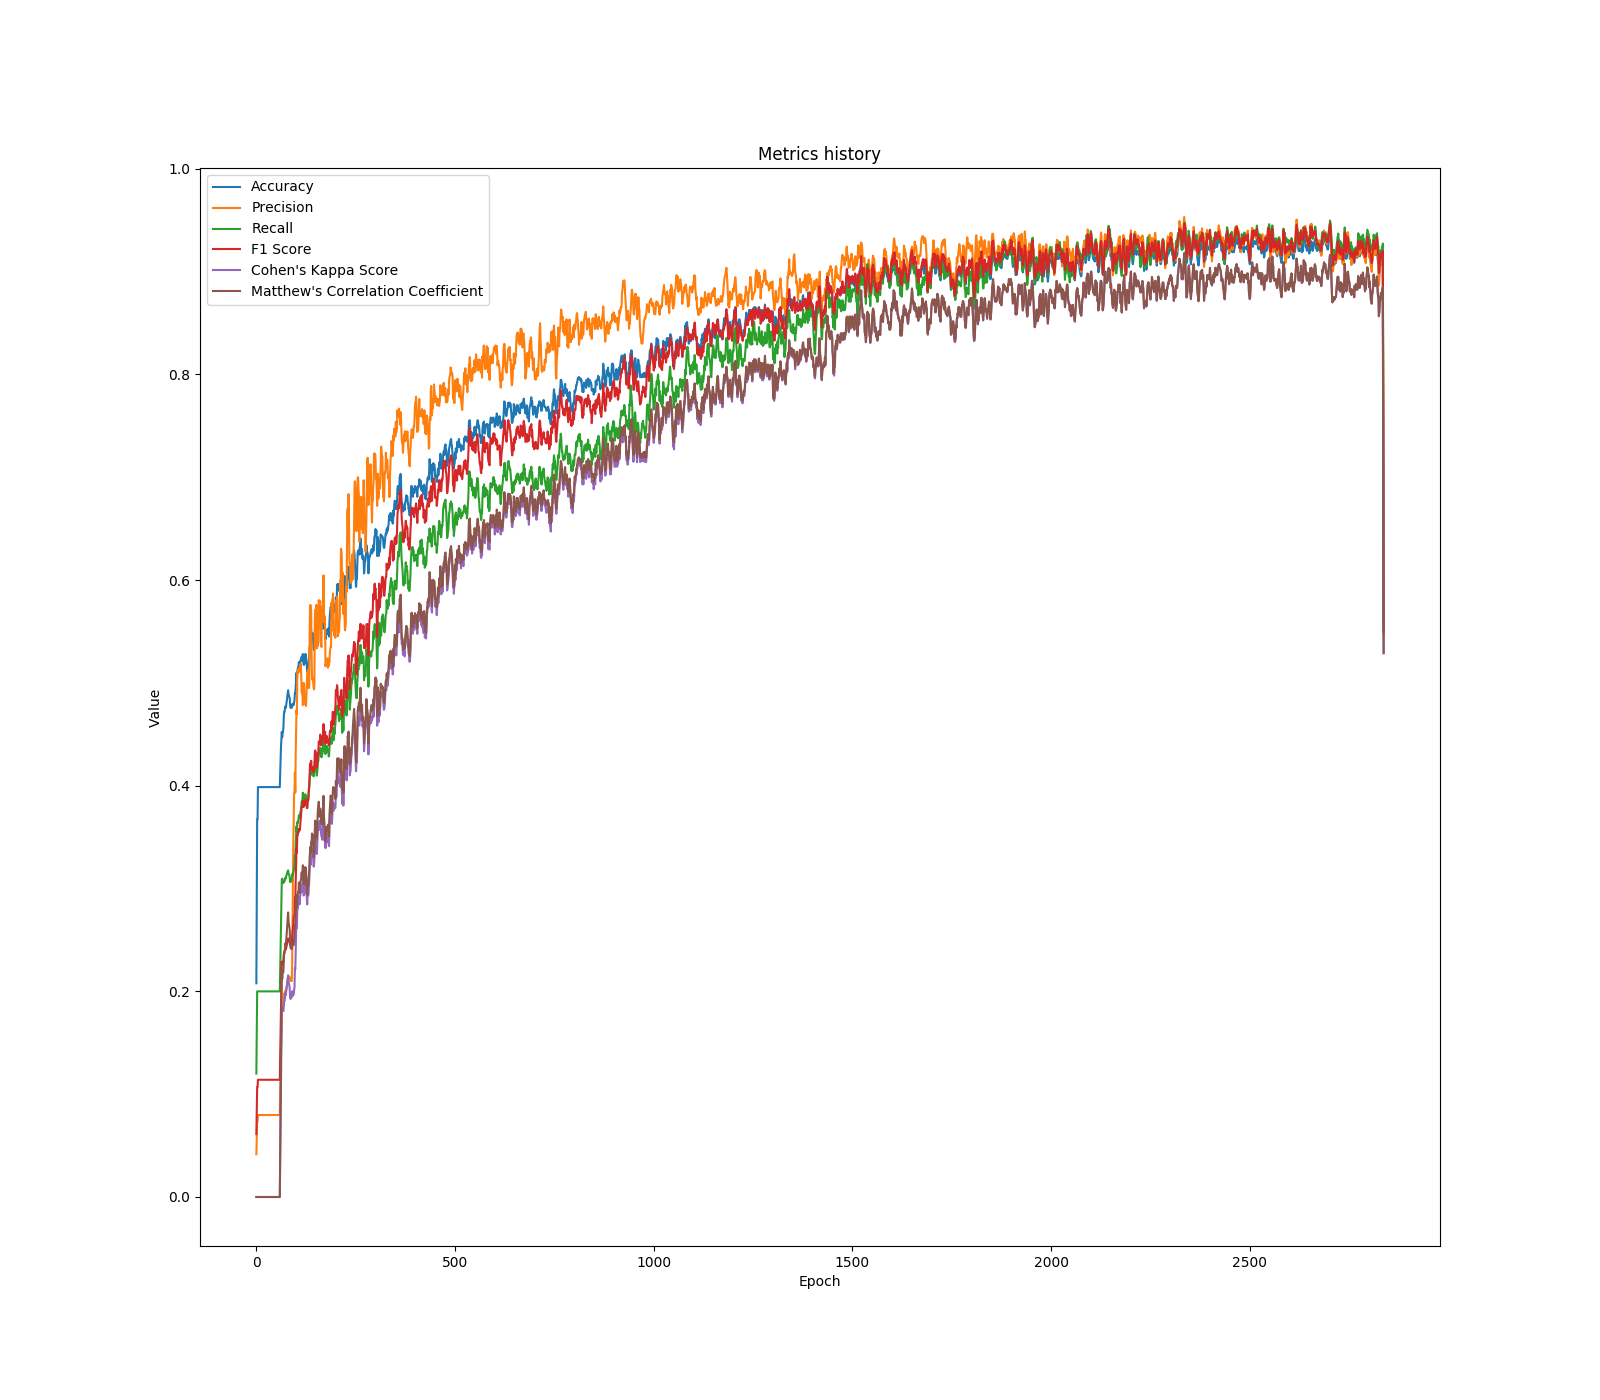 Metrics history
1.0
Accuracy
Precision
Recall
F1 Score
Cohen's Kappa Score
Matthew's Correlation Coefficient
0.8
0.6
Value
0.4
0.2
0.0
0 500 1000 1500 2000 2500
Epoch